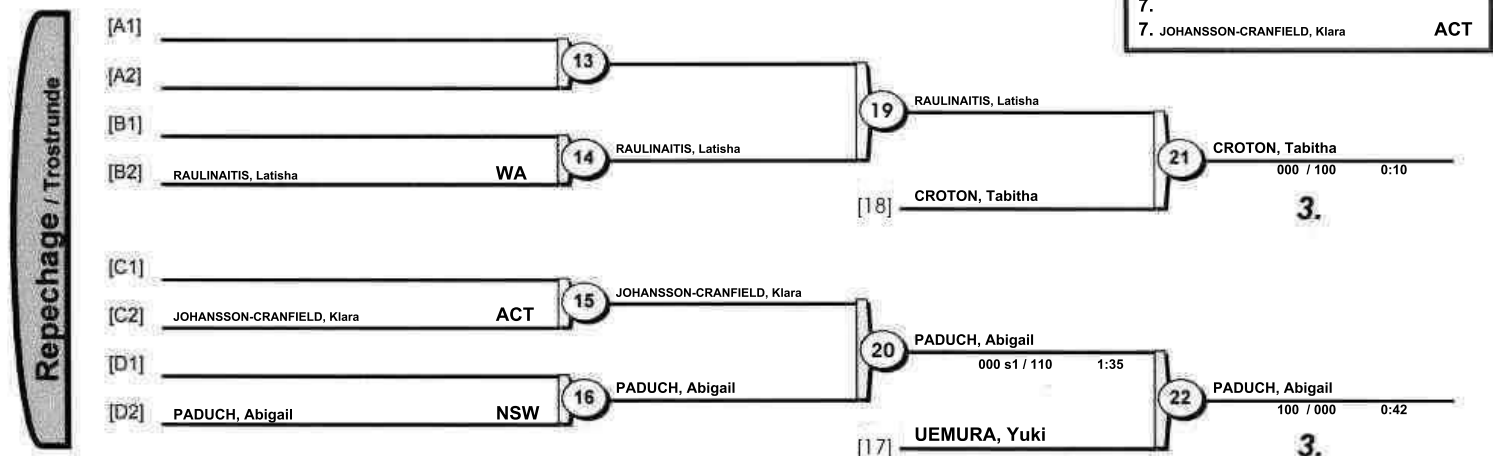 7.
7. JOHANSSON-CRANFIELD, Klara ACT
Repechage / Trostrunde
[A1]
13
[A2]
19 RAULINAITIS, Latisha
[B1]
14 RAULINAITIS, Latisha
21 CROTON, Tabitha
000 / 100 0:10
[B2] RAULINAITIS, Latisha WA
[18] CROTON, Tabitha
3.
[C1]
15 JOHANSSON-CRANFIELD, Klara
[C2] JOHANSSON-CRANFIELD, Klara ACT
20 PADUCH, Abigail
000 s1 / 110 1:35
[D1]
16 PADUCH, Abigail
22 PADUCH, Abigail
100 / 000 0:42
[D2] PADUCH, Abigail NSW
[17] UEMURA, Yuki
3.